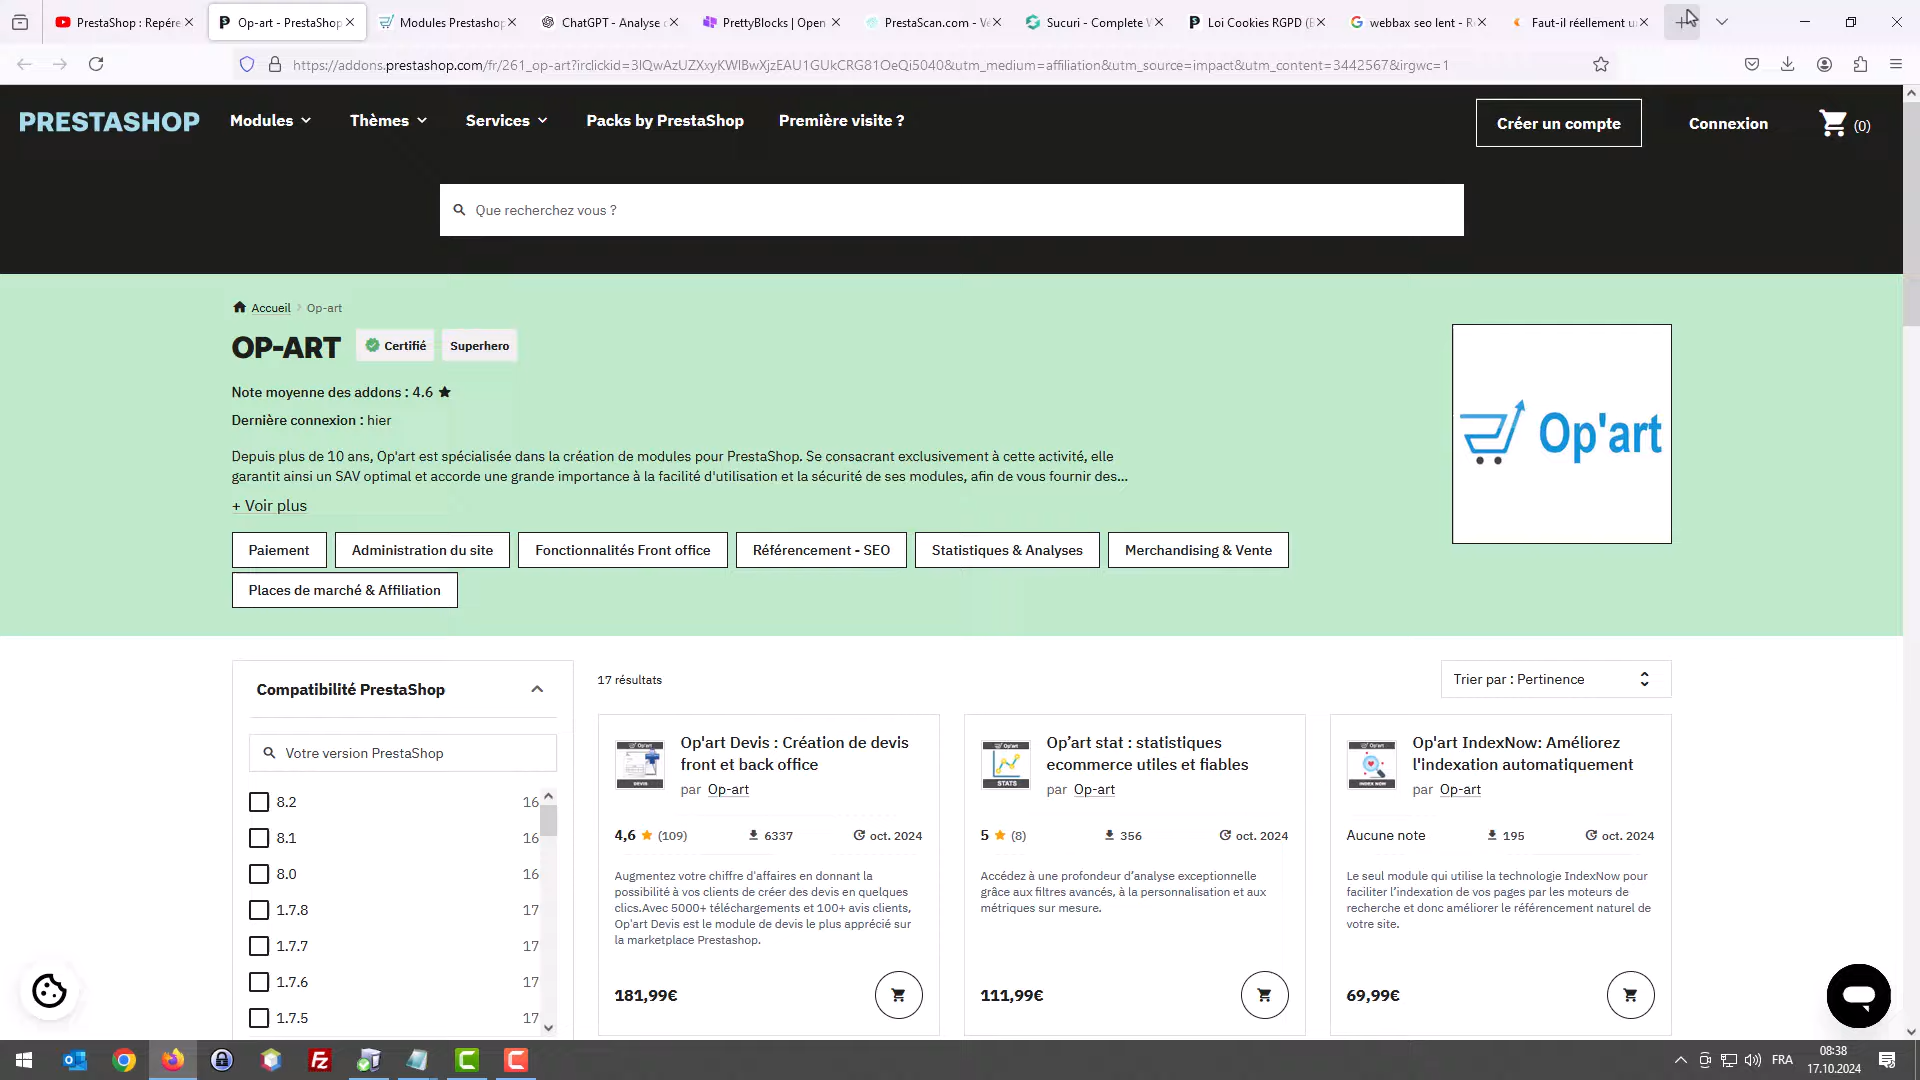 PrestaShop : Repére
Op-art - PrestaShop
Modules Prestashop
ChatGPT - Analyse
PrettyBlocks | Open
PrestaScan.com - Vé
Sucuri - Complete
Loi Cookies RGPD (E
webbax seo lent - R
Faut-il réellement u
https://addons.prestashop.com/fr/261_op-art?irclickid=3IQwAzUZXxyKWIBwXjzEAU1GUkCRG81OeQi5040&utm_medium=affiliation&utm_source=impact&utm_content=3442567&irgwc=1
PRESTASHOP
Modules
Thèmes
Services
Packs by PrestaShop
Première visite ?
Créer un compte
Connexion
(0)
Que recherchez vous ?
Accueil > Op-art
OP-ART
Certifié
Superhero
Note moyenne des addons : 4.6 ★
Dernière connexion : hier
Depuis plus de 10 ans, Op'art est spécialisée dans la création de modules pour PrestaShop. Se consacrant exclusivement à cette activité, elle
garantit ainsi un SAV optimal et accorde une grande importance à la facilité d'utilisation et la sécurité de ses modules, afin de vous fournir des...
+ Voir plus
Op'art
Paiement
Administration du site
Fonctionnalités Front office
Référencement - SEO
Statistiques & Analyses
Merchandising & Vente
Places de marché & Affiliation
Compatibilité PrestaShop
Votre version PrestaShop
8.2 16
8.1 16
8.0 16
1.7.8 17
1.7.7 17
1.7.6 17
1.7.5 17
17 résultats
Trier par : Pertinence
Op'art Devis : Création de devis
front et back office
par Op-art
4,6 ★ (109) 6337 oct. 2024
Augmentez votre chiffre d'affaires en donnant la
possibilité à vos clients de créer des devis en quelques
clics.Avec 5000+ téléchargements et 100+ avis clients,
Op'art Devis est le module de devis le plus apprécié sur
la marketplace Prestashop.
181,99€
Op'art
DEVIS
Op’art stat : statistiques
ecommerce utiles et fiables
par Op-art
5 ★ (8) 356 oct. 2024
Accédez à une profondeur d’analyse exceptionnelle
grâce aux filtres avancés, à la personnalisation et aux
métriques sur mesure.
111,99€
Op'art
STATS
Op'art IndexNow: Améliorez
l'indexation automatiquement
par Op-art
Aucune note 195 oct. 2024
Le seul module qui utilise la technologie IndexNow pour
faciliter l’indexation de vos pages par les moteurs de
recherche et donc améliorer le référencement naturel de
votre site.
69,99€
Op'art
INDEX NOW
FRA
08:38
17.10.2024